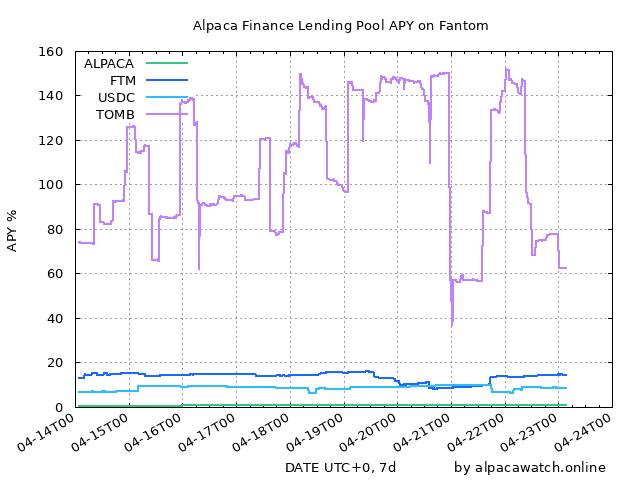 Alpaca Finance Lending Pool APY on Fantom
160
140
120
100
80
60
40
20
0
APY %
ALPACA
FTM
USDC
TOMB
04-14T00
04-15T00
04-16T00
04-17T00
04-18T00
04-19T00
04-20T00
04-21T00
04-22T00
04-23T00
04-24T00
DATE UTC+0, 7d
by alpacawatch.online